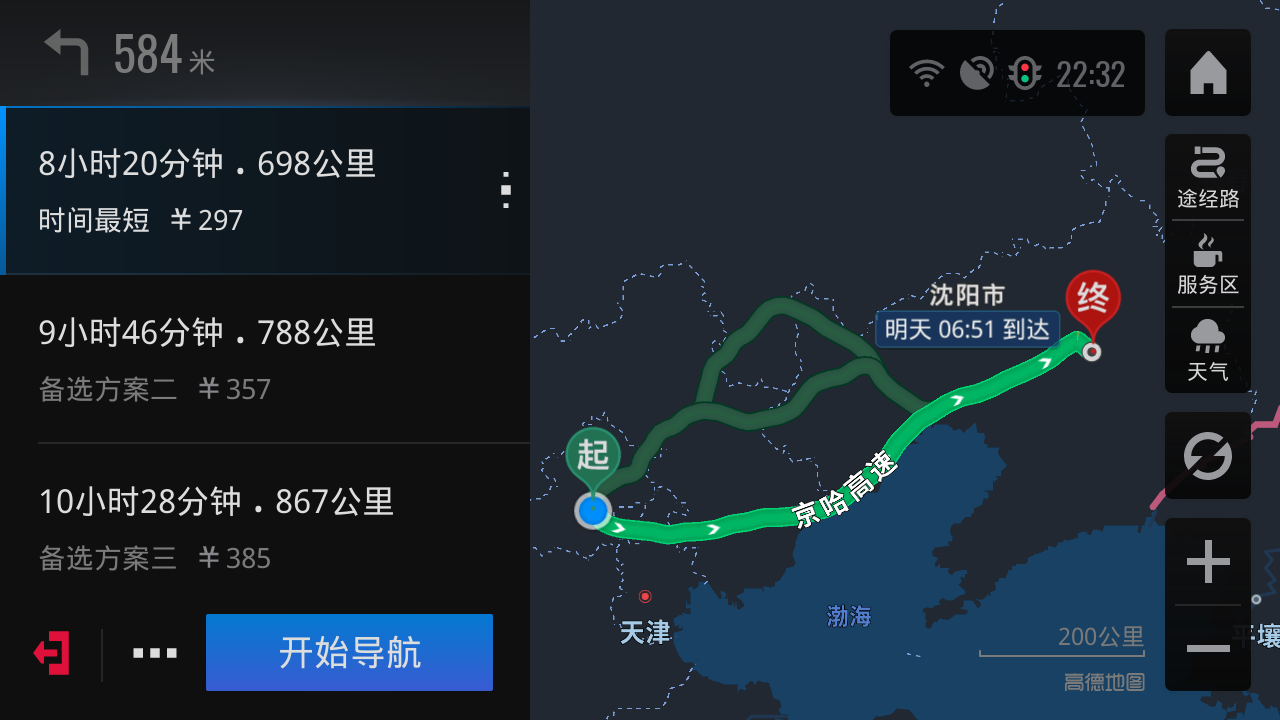 584 米
8小时20分钟 . 698公里
时间最短 ¥ 297
9小时46分钟 . 788公里
备选方案二 ¥ 357
10小时28分钟 . 867公里
备选方案三 ¥ 385
开始导航
22:32
途经路
服务区
天气
沈阳市
终
明天 06:51 到达
起
京哈高速
天津
渤海
200公里
高德地图
平壤